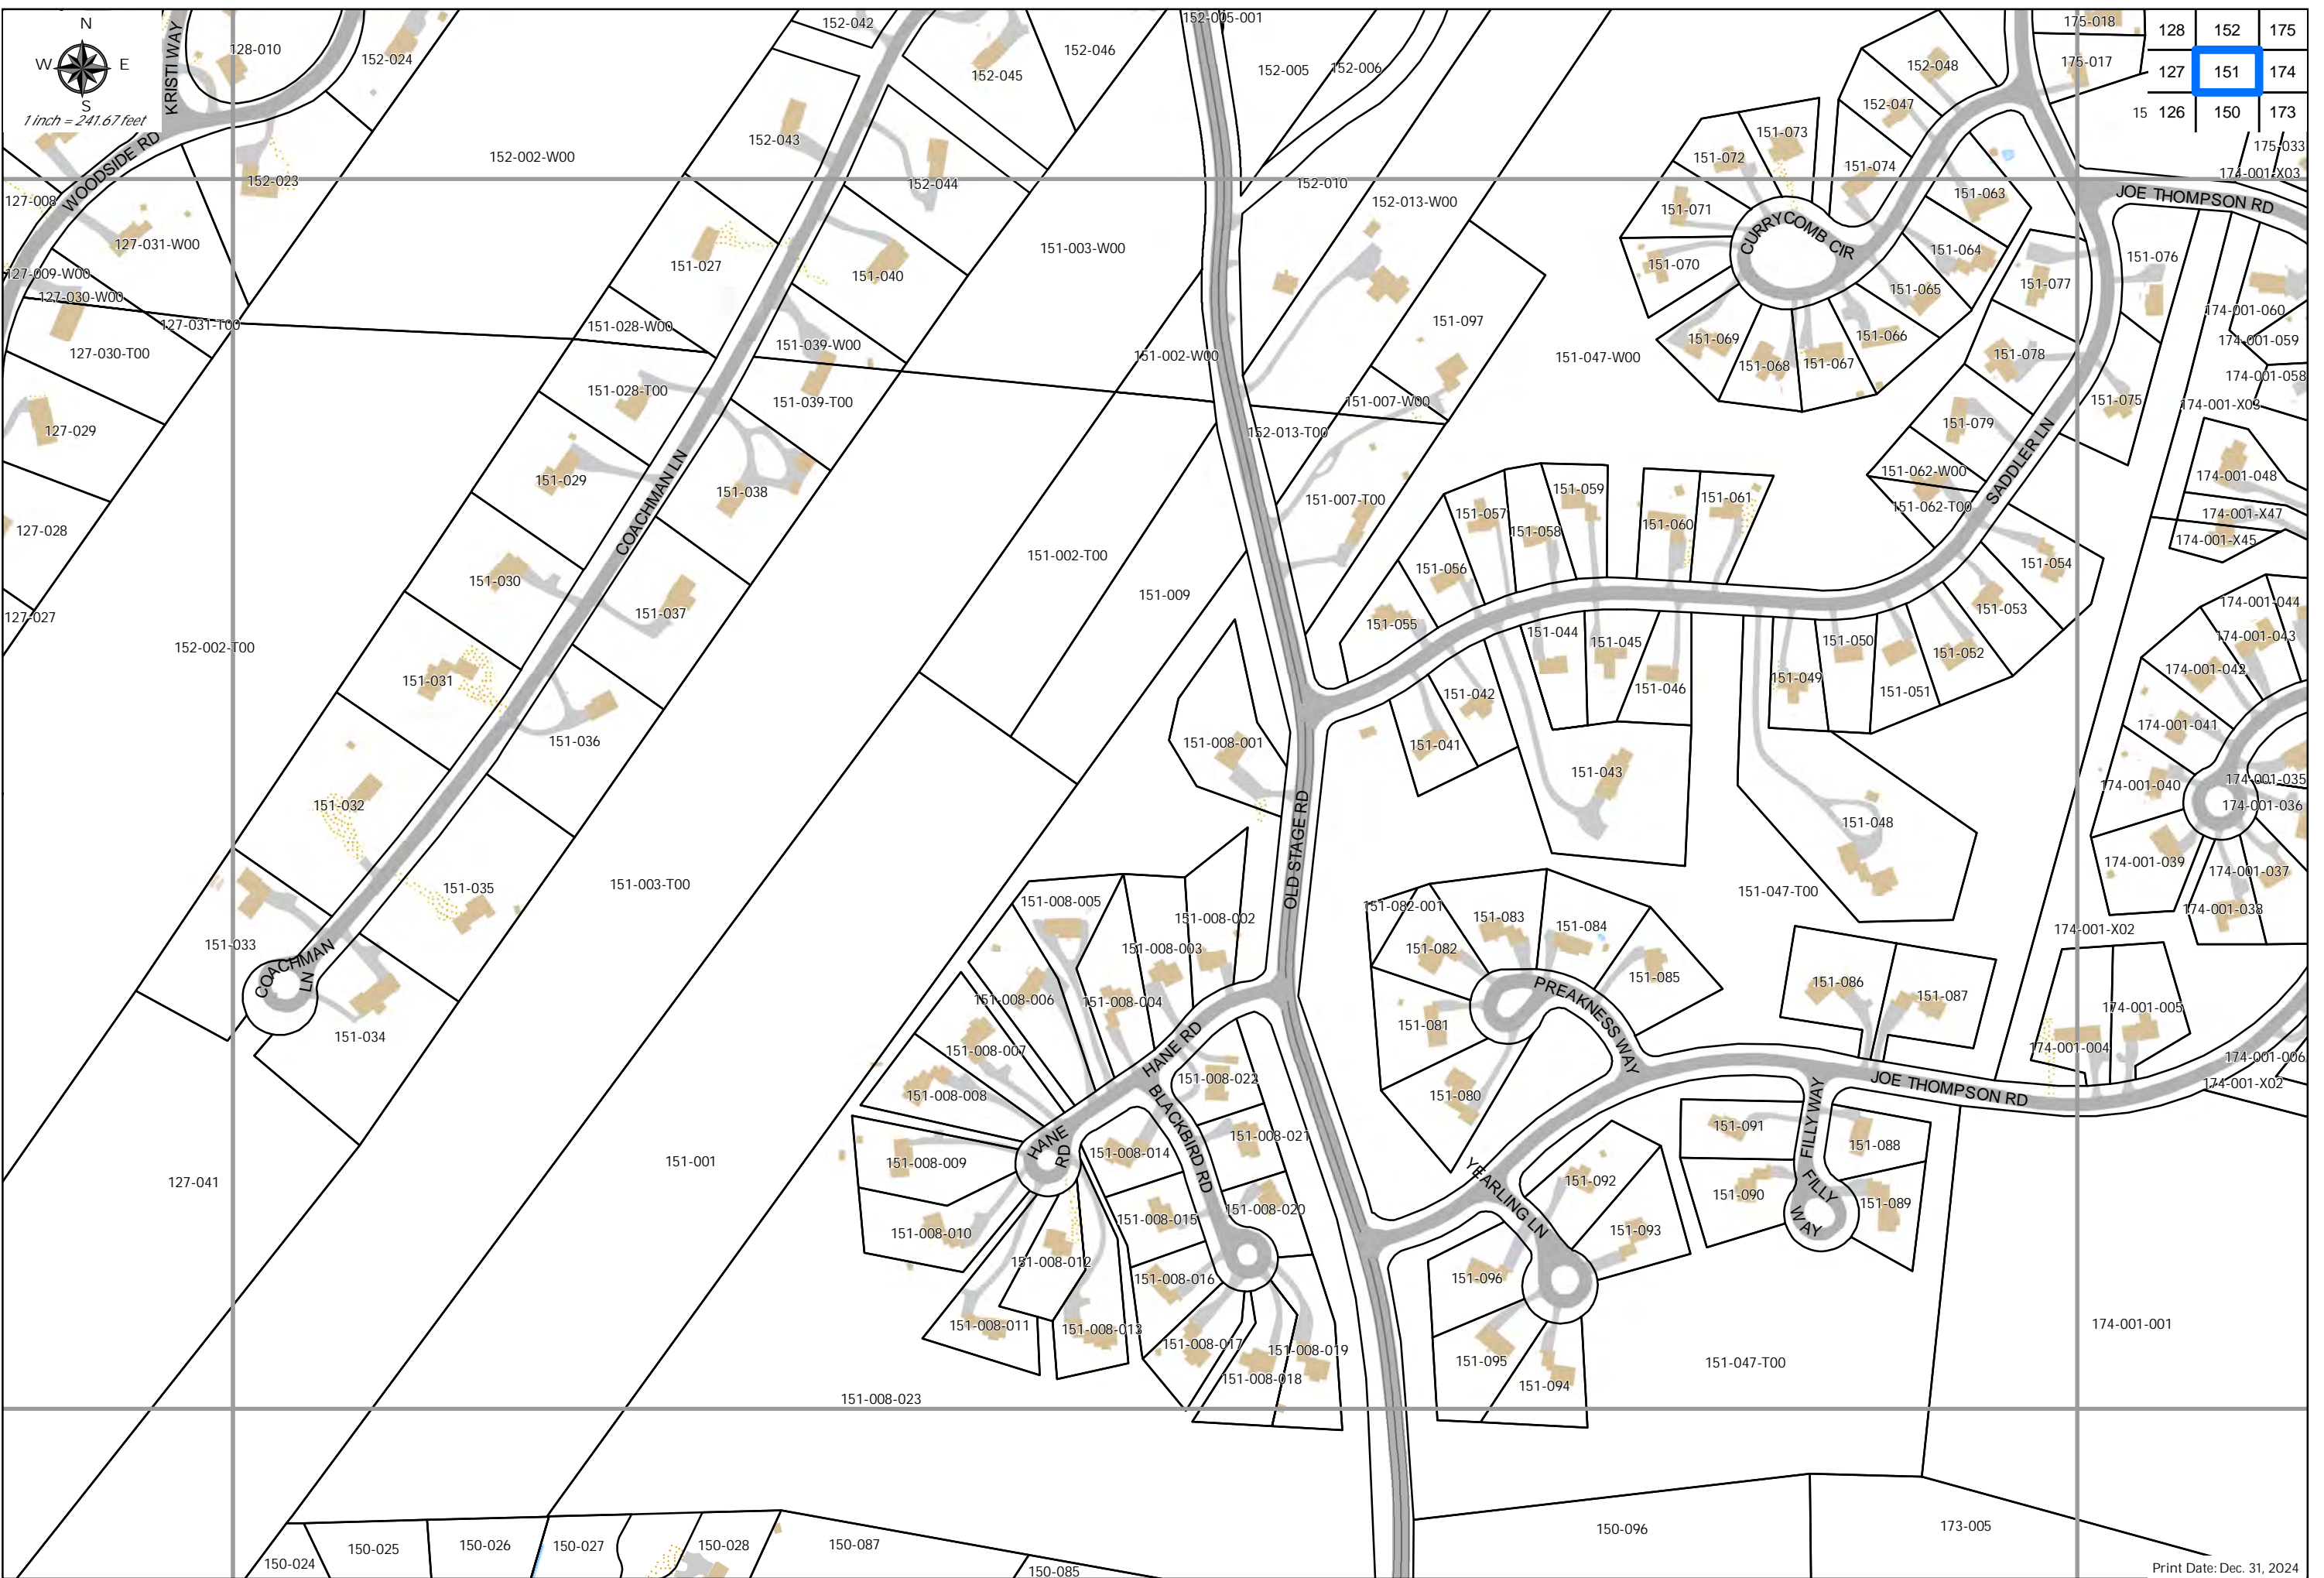 N
W E
S
1 inch = 241.67 feet
KRISTI WAY
128-010
152-024
152-042
152-045
152-046
152-005-001
152-005
152-006
152-048
152-047
175-018
175-017
128 152 175
127 151 174
15 126 150 173
175-033
174-001-X03
JOE THOMPSON RD
WOODSIDE RD
152-023
127-008
127-031-W00
127-009-W00
127-030-W00
127-031-T00
127-030-T00
127-029
127-028
127-027
152-002-W00
152-043
152-044
151-027
151-040
151-003-W00
151-028-W00
151-039-W00
151-002-W00
152-010
152-013-W00
151-097
151-047-W00
151-007-W00
152-013-T00
151-007-T00
151-073
151-072
151-074
151-063
151-071
CURRYCOMB CIR
151-070
151-064
151-065
151-069
151-068
151-067
151-066
151-077
151-076
151-078
151-075
151-079
151-062-W00
151-062-T00
SADDLER LN
174-001-060
174-001-059
174-001-058
174-001-X03
174-001-048
174-001-X47
174-001-X45
151-028-T00
151-039-T00
151-029
151-038
COACHMAN LN
151-030
151-037
151-031
151-036
151-032
151-035
151-033
COACHMAN LN
151-034
152-002-T00
151-002-T00
151-009
151-003-T00
151-001
127-041
151-057
151-058
151-059
151-060
151-061
151-056
151-055
151-044
151-045
151-046
151-042
151-041
151-043
151-049
151-050
151-051
151-052
151-053
151-054
151-048
174-001-044
174-001-043
174-001-042
174-001-041
174-001-040
174-001-035
174-001-036
174-001-039
174-001-037
174-001-038
151-008-001
OLD STAGE RD
151-008-005
151-008-002
151-008-003
151-008-006
151-008-004
151-008-007
151-008-008
HANE RD
151-008-022
BLACKBIRD RD
HANE RD
151-008-021
151-008-014
151-008-009
151-008-015
151-008-020
151-008-010
151-008-012
151-008-016
151-008-011
151-008-013
151-008-017
151-008-019
151-008-018
151-008-023
151-082-001
151-083
151-084
151-082
151-085
PREAKNESS WAY
151-081
151-080
151-047-T00
151-086
151-087
174-001-X02
174-001-005
174-001-004
174-001-006
174-001-X02
JOE THOMPSON RD
FILLY WAY
FILLY WAY
151-091
151-088
151-090
151-089
YEARLING LN
151-092
151-093
151-096
151-095
151-094
151-047-T00
174-001-001
150-024
150-025
150-026
150-027
150-028
150-087
150-085
150-096
173-005
Print Date: Dec. 31, 2024